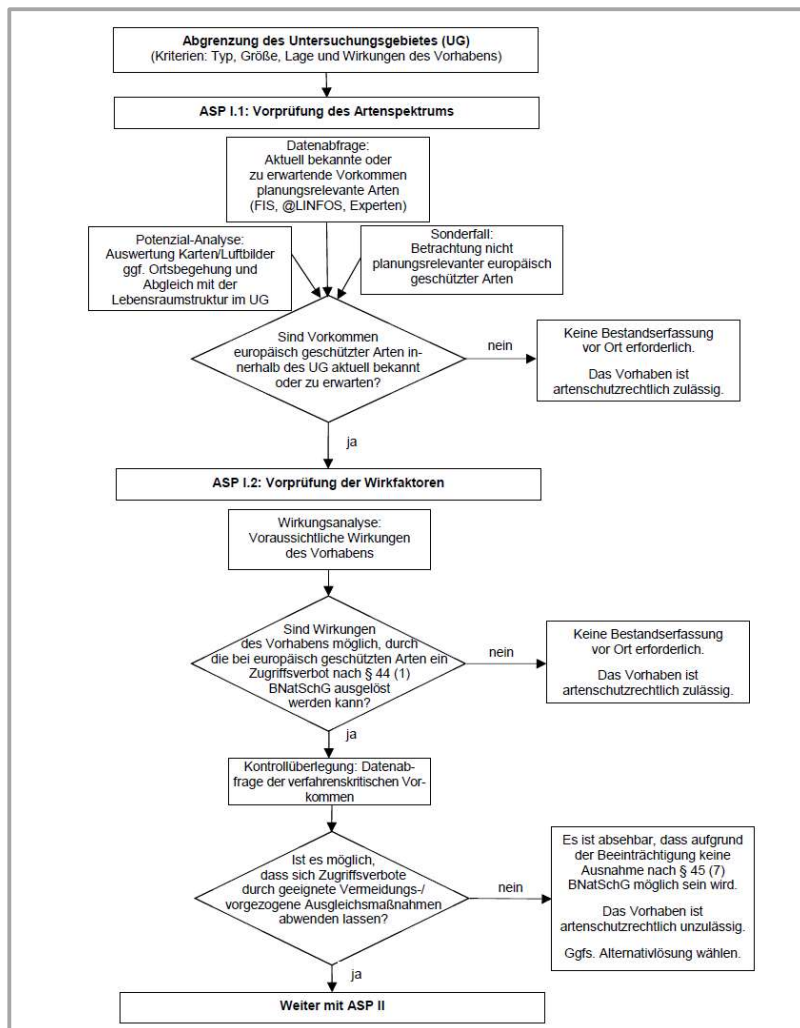 Abgrenzung des Untersuchungsgebietes (UG)
(Kriterien: Typ, Größe, Lage und Wirkungen des Vorhabens)
ASP I.1: Vorprüfung des Artenspektrums
Datenabfrage:
Aktuell bekannte oder
zu erwartende Vorkommen
planungsrelevante Arten
(FIS, @LINFOS, Experten)
Potenzial-Analyse:
Auswertung Karten/Luftbilder
ggf. Ortsbegehung und
Abgleich mit der
Lebensraumstruktur im UG
Sonderfall:
Betrachtung nicht
planungsrelevanter europäisch
geschützter Arten
Sind Vorkommen
europäisch geschützter Arten in-
nerhalb des UG aktuell bekannt
oder zu erwarten?
nein
Keine Bestandserfassung
vor Ort erforderlich.
Das Vorhaben ist
artenschutzrechtlich zulässig.
ja
ASP I.2: Vorprüfung der Wirkfaktoren
Wirkungsanalyse:
Voraussichtliche Wirkungen
des Vorhabens
Sind Wirkungen
des Vorhabens möglich, durch
die bei europäisch geschützten Arten ein
Zugriffsverbot nach § 44 (1)
BNatSchG ausgelöst
werden kann?
nein
Keine Bestandserfassung
vor Ort erforderlich.
Das Vorhaben ist
artenschutzrechtlich zulässig.
ja
Kontrollüberlegung: Datenab-
frage der verfahrenskritischen Vor-
kommen
Ist es möglich,
dass sich Zugriffsverbote
durch geeignete Vermeidungs-/
vorgezogene Ausgleichsmaßnahmen
abwenden lassen?
nein
Es ist absehbar, dass aufgrund
der Beeinträchtigung keine
Ausnahme nach § 45 (7)
BNatSchG möglich sein wird.
Das Vorhaben ist
artenschutzrechtlich unzulässig.
Ggfs. Alternativlösung wählen.
ja
Weiter mit ASP II